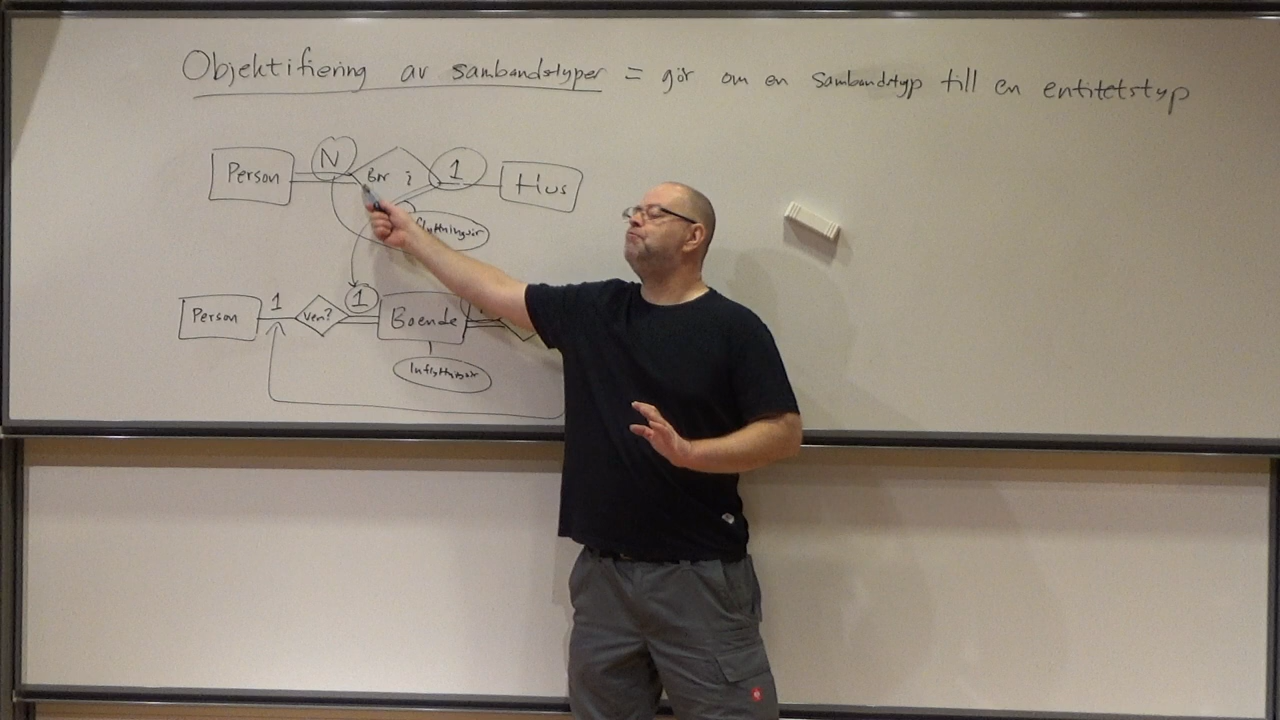 Objektifiering av sambandstyper = gör om en sambandstyp till en entitetstyp
Person N Bor i 1 Hus
flyttningsår
Person 1 Vem? 1 Boende
Inflyttningsår